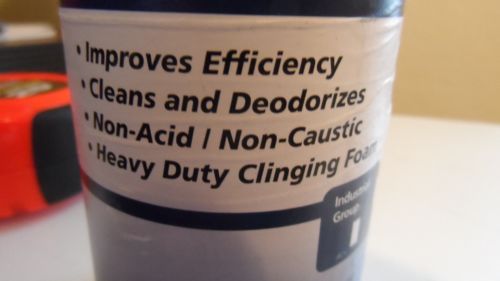 • Improves Efficiency
• Cleans and Deodorizes
• Non-Acid / Non-Caustic
• Heavy Duty Clinging Foam
Industrial
Group